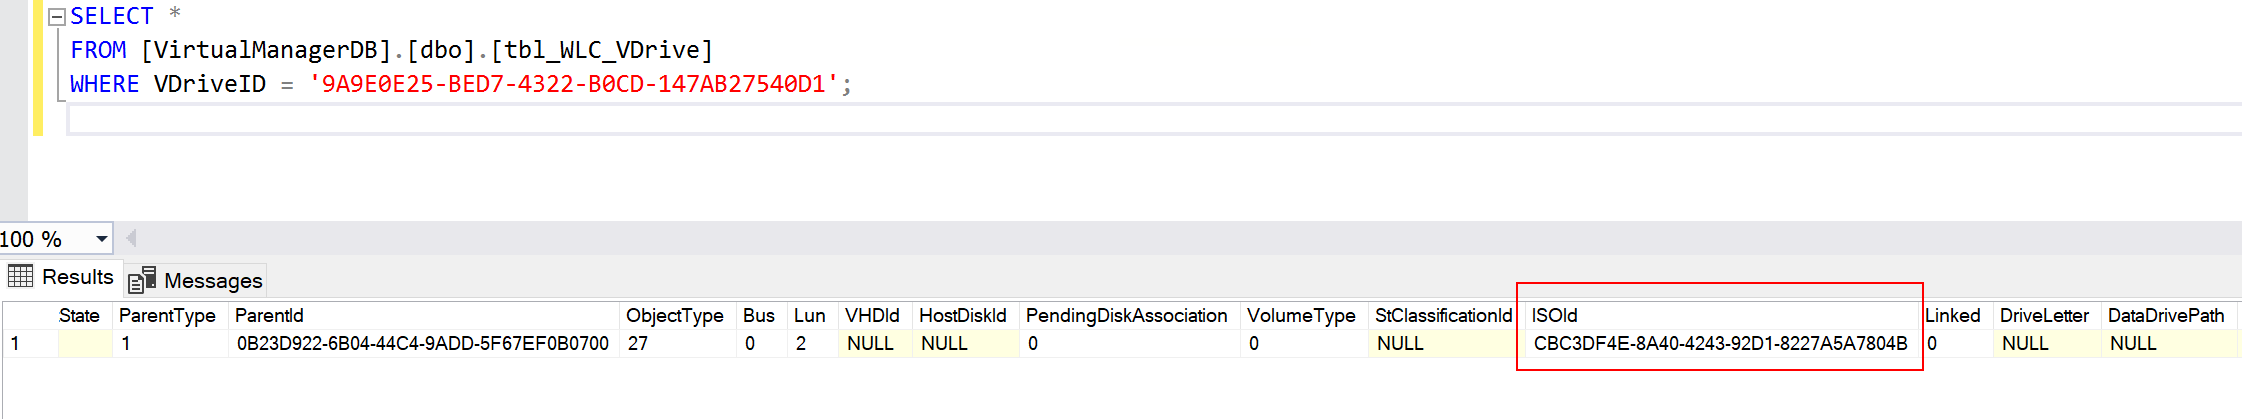 SELECT *
FROM [VirtualManagerDB].[dbo].[tbl_WLC_VDrive]
WHERE VDriveID = '9A9E0E25-BED7-4322-B0CD-147AB27540D1';
100 %
Results Messages
State ParentType ParentId ObjectType Bus Lun VHDId HostDiskId PendingDiskAssociation VolumeType StClassificationId ISOId Linked DriveLetter DataDrivePath
1 1 0B23D922-6B04-44C4-9ADD-5F67EF0B0700 27 0 2 NULL NULL 0 0 NULL CBC3DF4E-8A40-4243-92D1-8227A5A7804B 0 NULL NULL